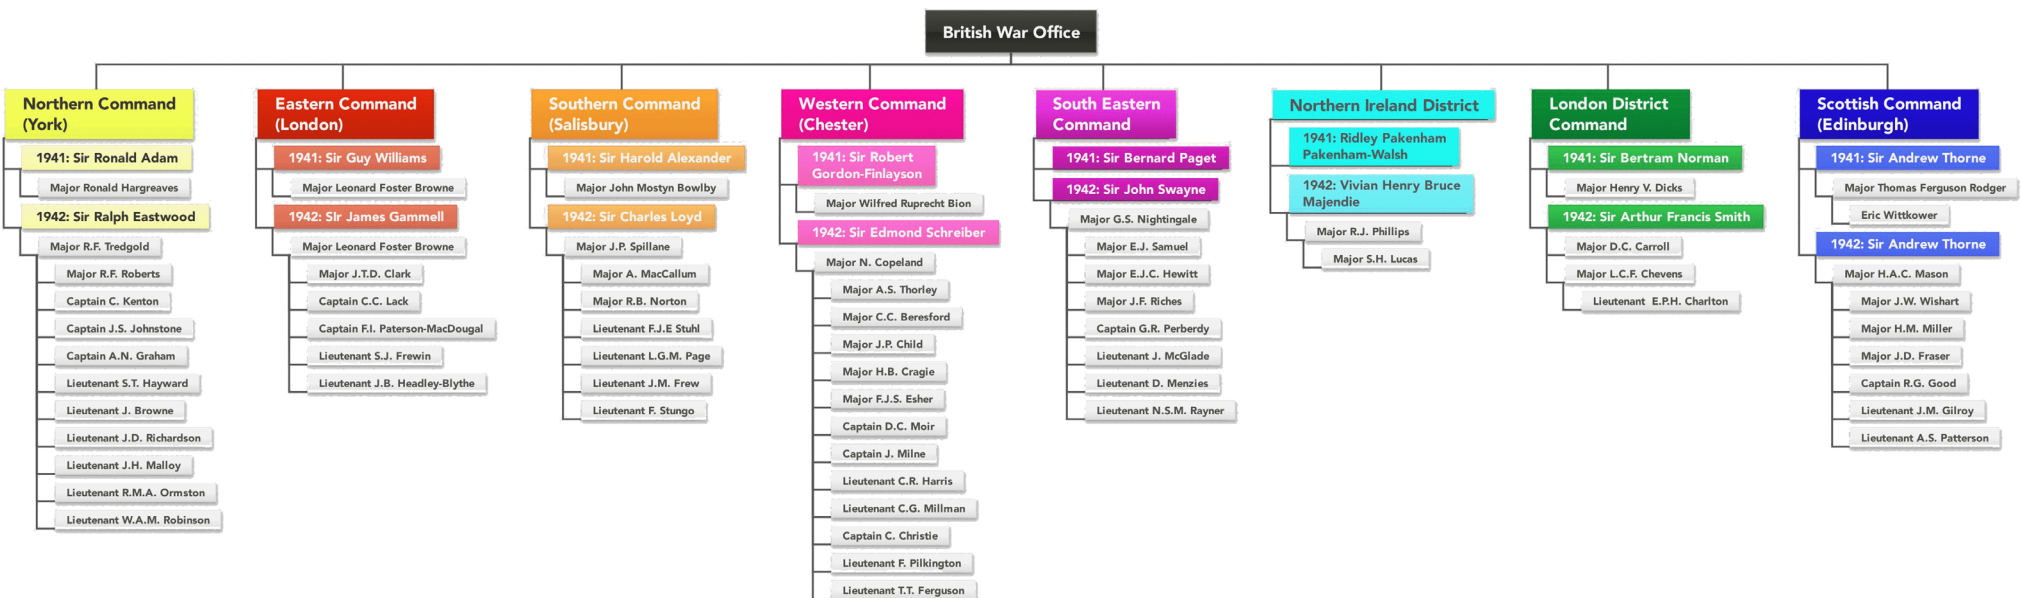 British War Office
Northern Command
(York)
1941: Sir Ronald Adam
Major Ronald Hargreaves
1942: Sir Ralph Eastwood
Major R.F. Tredgold
Major R.F. Roberts
Captain C. Kenton
Captain J.S. Johnstone
Captain A.N. Graham
Lieutenant S.T. Hayward
Lieutenant J. Browne
Lieutenant J.D. Richardson
Lieutenant J.H. Malloy
Lieutenant R.M.A. Ormston
Lieutenant W.A.M. Robinson
Eastern Command
(London)
1941: Sir Guy Williams
Major Leonard Foster Browne
1942: SIr James Gammell
Major Leonard Foster Browne
Major J.T.D. Clark
Captain C.C. Lack
Captain F.I. Paterson-MacDougal
Lieutenant S.J. Frewin
Lieutenant J.B. Headley-Blythe
Southern Command
(Salisbury)
1941: Sir Harold Alexander
Major John Mostyn Bowlby
1942: Sir Charles Loyd
Major J.P. Spillane
Major A. MacCallum
Major R.B. Norton
Lieutenant F.J.E Stuhl
Lieutenant L.G.M. Page
Lieutenant J.M. Frew
Lieutenant F. Stungo
Western Command
(Chester)
1941: Sir Robert
Gordon-Finlayson
Major Wilfred Ruprecht Bion
1942: Sir Edmond Schreiber
Major N. Copeland
Major A.S. Thorley
Major C.C. Beresford
Major J.P. Child
Major H.B. Cragie
Major F.J.S. Esher
Captain D.C. Moir
Captain J. Milne
Lieutenant C.R. Harris
Lieutenant C.G. Millman
Captain C. Christie
Lieutenant F. Pilkington
Lieutenant T.T. Ferguson
South Eastern
Command
1941: Sir Bernard Paget
1942: Sir John Swayne
Major G.S. Nightingale
Major E.J. Samuel
Major E.J.C. Hewitt
Major J.F. Riches
Captain G.R. Perberdy
Lieutenant J. McGlade
Lieutenant D. Menzies
Lieutenant N.S.M. Rayner
Northern Ireland District
1941: Ridley Pakenham
Pakenham-Walsh
1942: Vivian Henry Bruce
Majendie
Major R.J. Phillips
Major S.H. Lucas
London District
Command
1941: Sir Bertram Norman
Major Henry V. Dicks
1942: Sir Arthur Francis Smith
Major D.C. Carroll
Major L.C.F. Chevens
Lieutenant E.P.H. Charlton
Scottish Command
(Edinburgh)
1941: Sir Andrew Thorne
Major Thomas Ferguson Rodger
Eric Wittkower
1942: Sir Andrew Thorne
Major H.A.C. Mason
Major J.W. Wishart
Major H.M. Miller
Major J.D. Fraser
Captain R.G. Good
Lieutenant J.M. Gilroy
Lieutenant A.S. Patterson